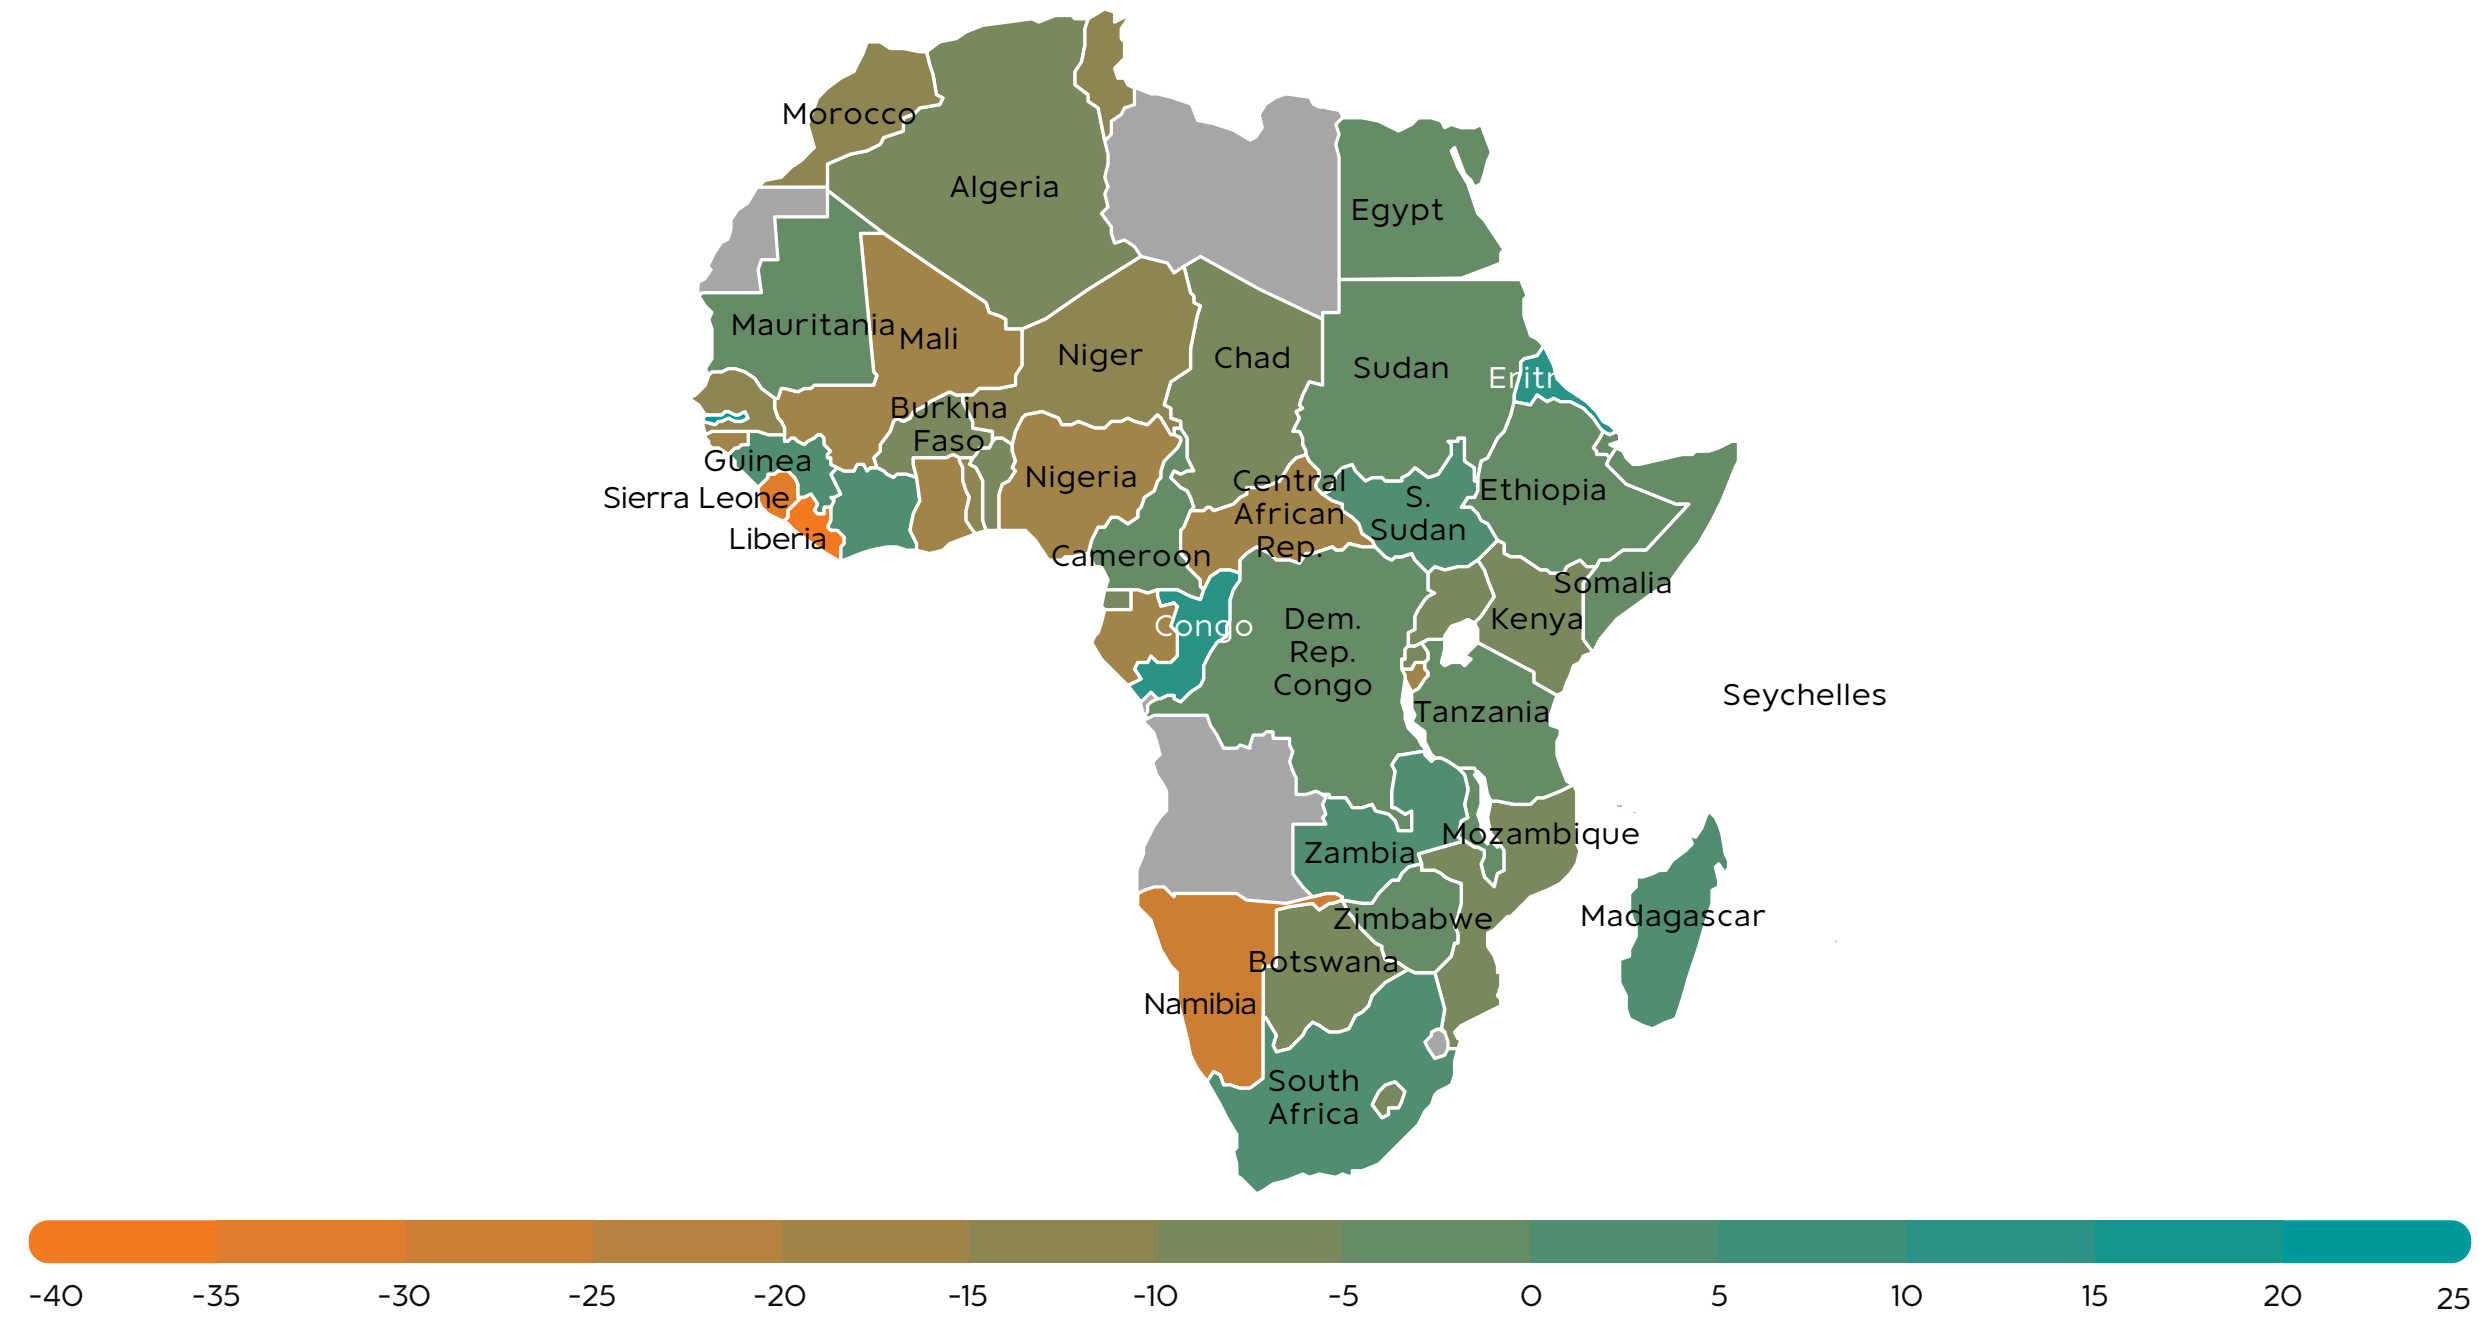 Morocco
Algeria
Egypt
Mauritania
Mali
Niger
Chad
Sudan
Eritr
Burkina
Faso
Guinea
Nigeria
Central
African
Rep.
S.
Sudan
Ethiopia
Sierra Leone
Liberia
Cameroon
Somalia
Congo
Dem.
Rep.
Congo
Kenya
Seychelles
Tanzania
Mozambique
Zambia
Madagascar
Zimbabwe
Botswana
Namibia
South
Africa
-40 -35 -30 -25 -20 -15 -10 -5 0 5 10 15 20 25